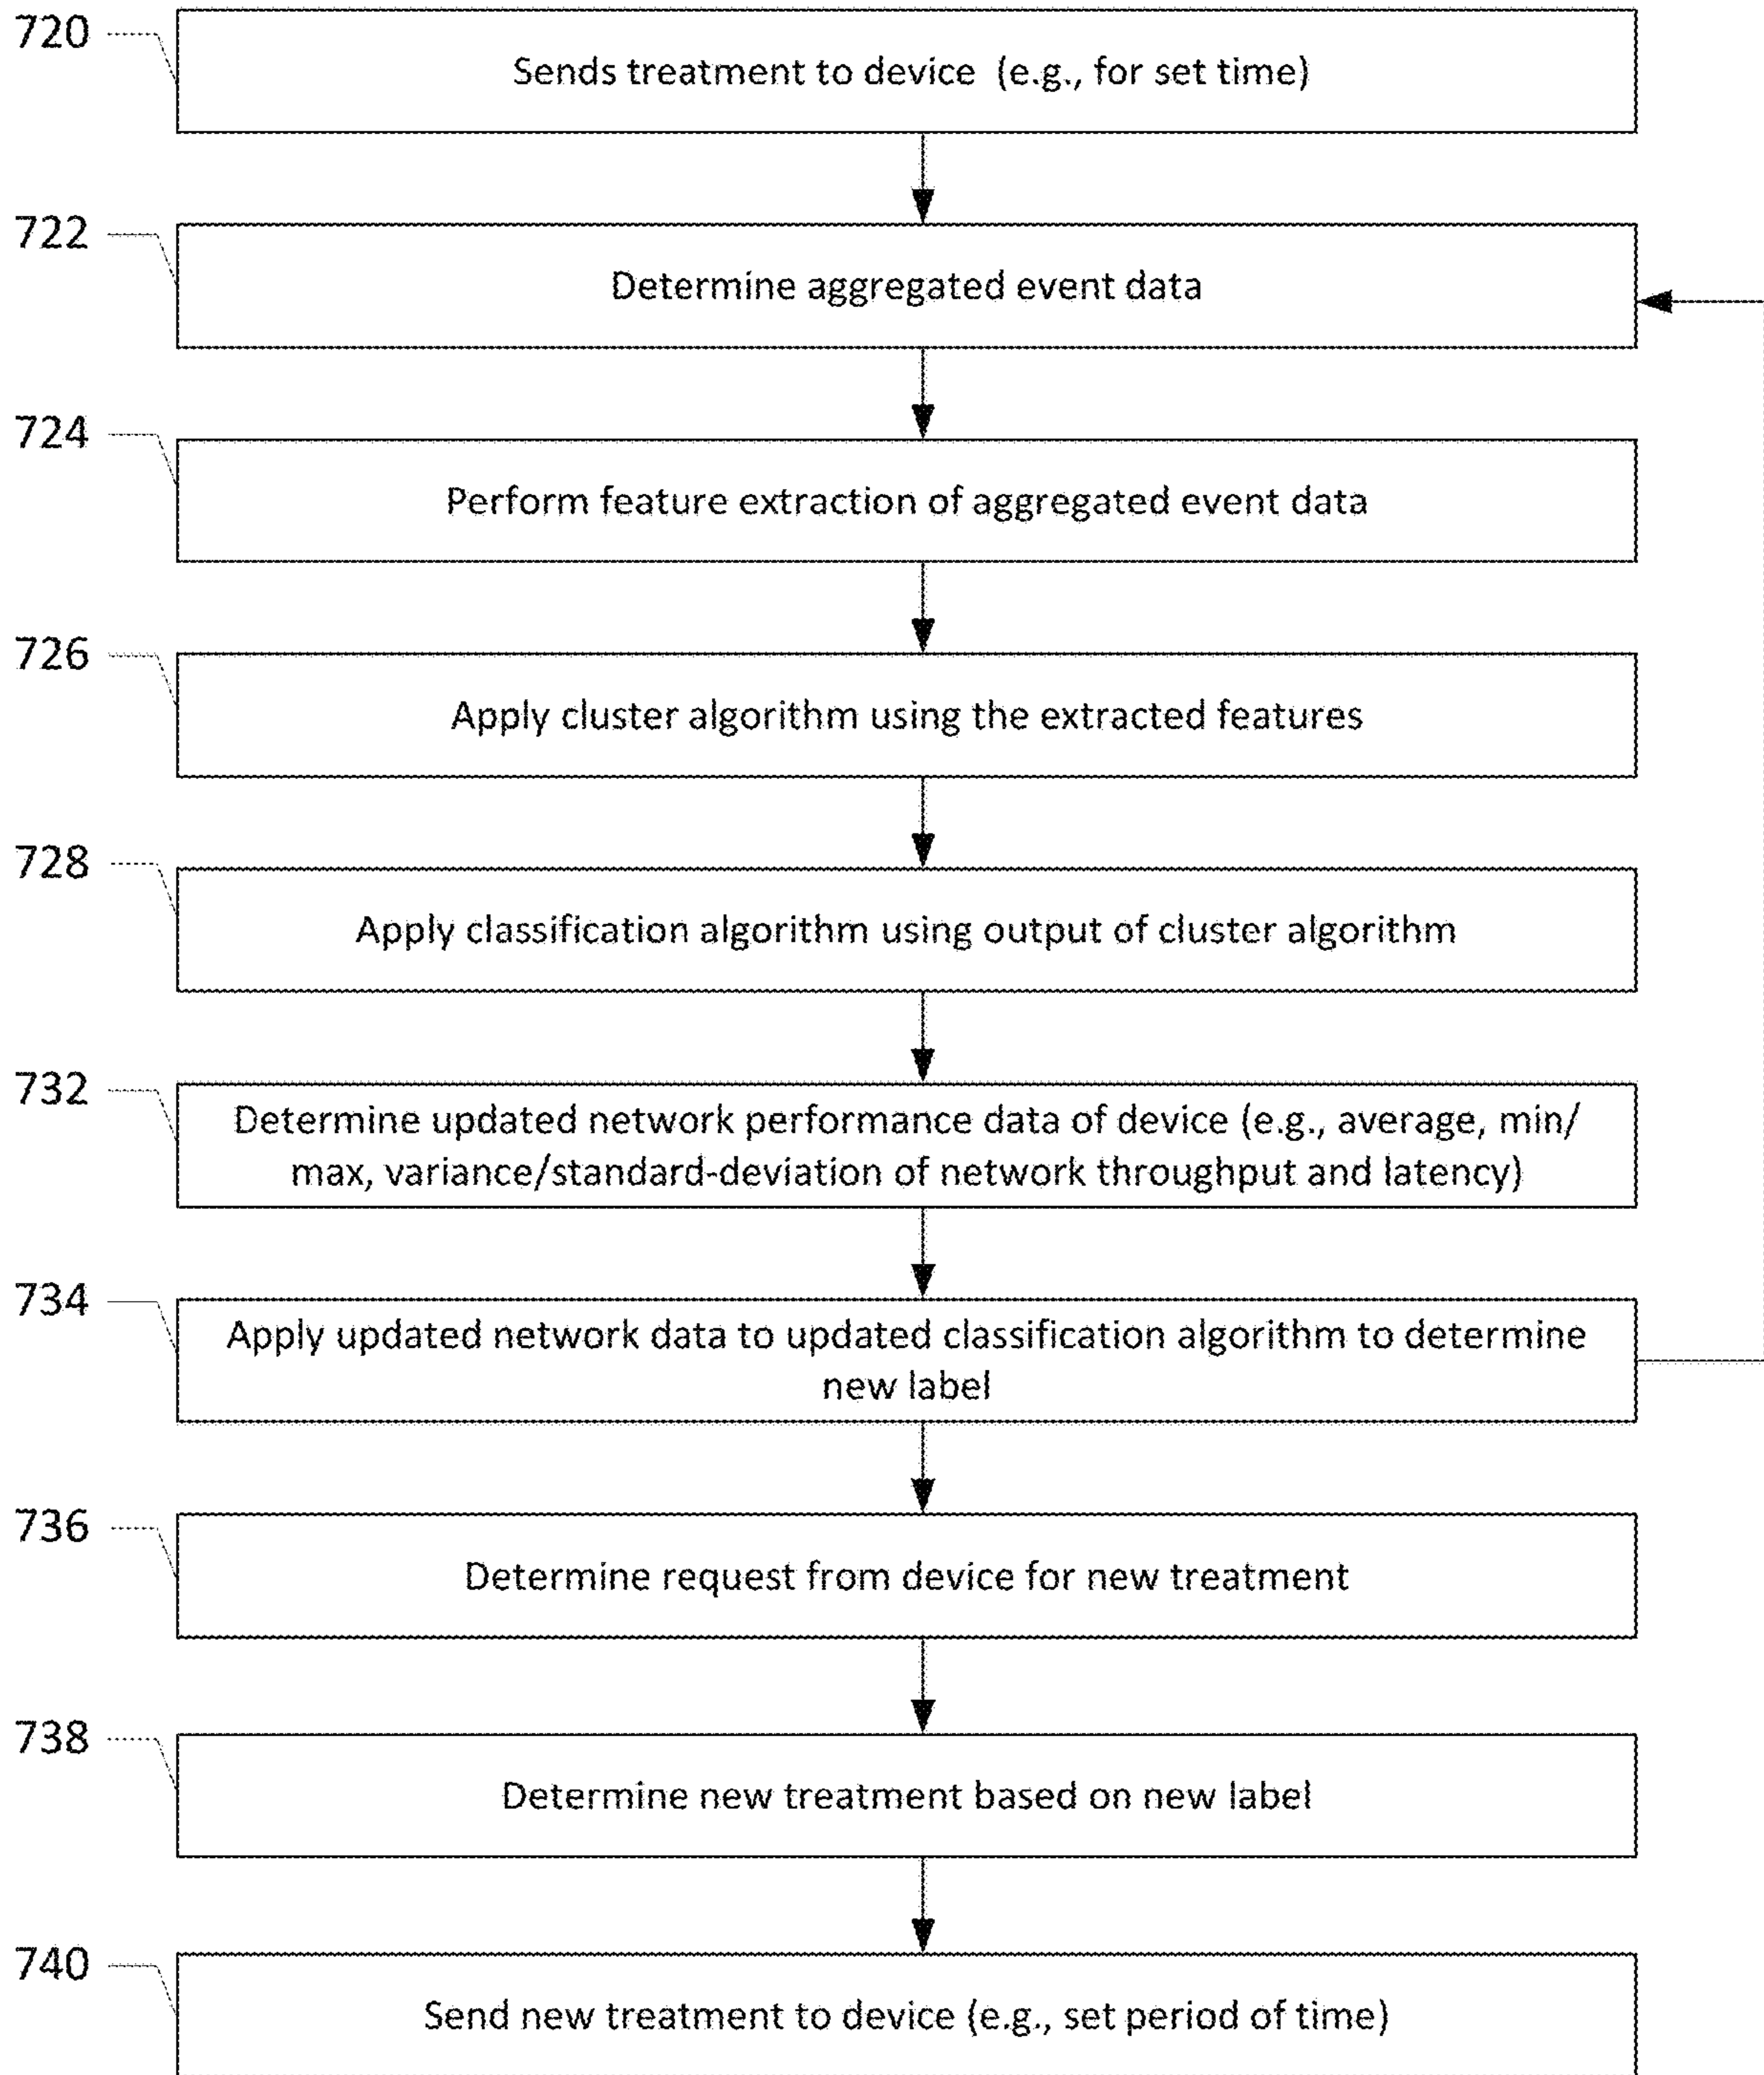 720
Sends treatment to device (e.g., for set time)
722
Determine aggregated event data
724
Perform feature extraction of aggregated event data
726
Apply cluster algorithm using the extracted features
728
Apply classification algorithm using output of cluster algorithm
732
Determine updated network performance data of device (e.g., average, min/
max, variance/standard-deviation of network throughput and latency)
734
Apply updated network data to updated classification algorithm to determine
new label
736
Determine request from device for new treatment
738
Determine new treatment based on new label
740
Send new treatment to device (e.g., set period of time)